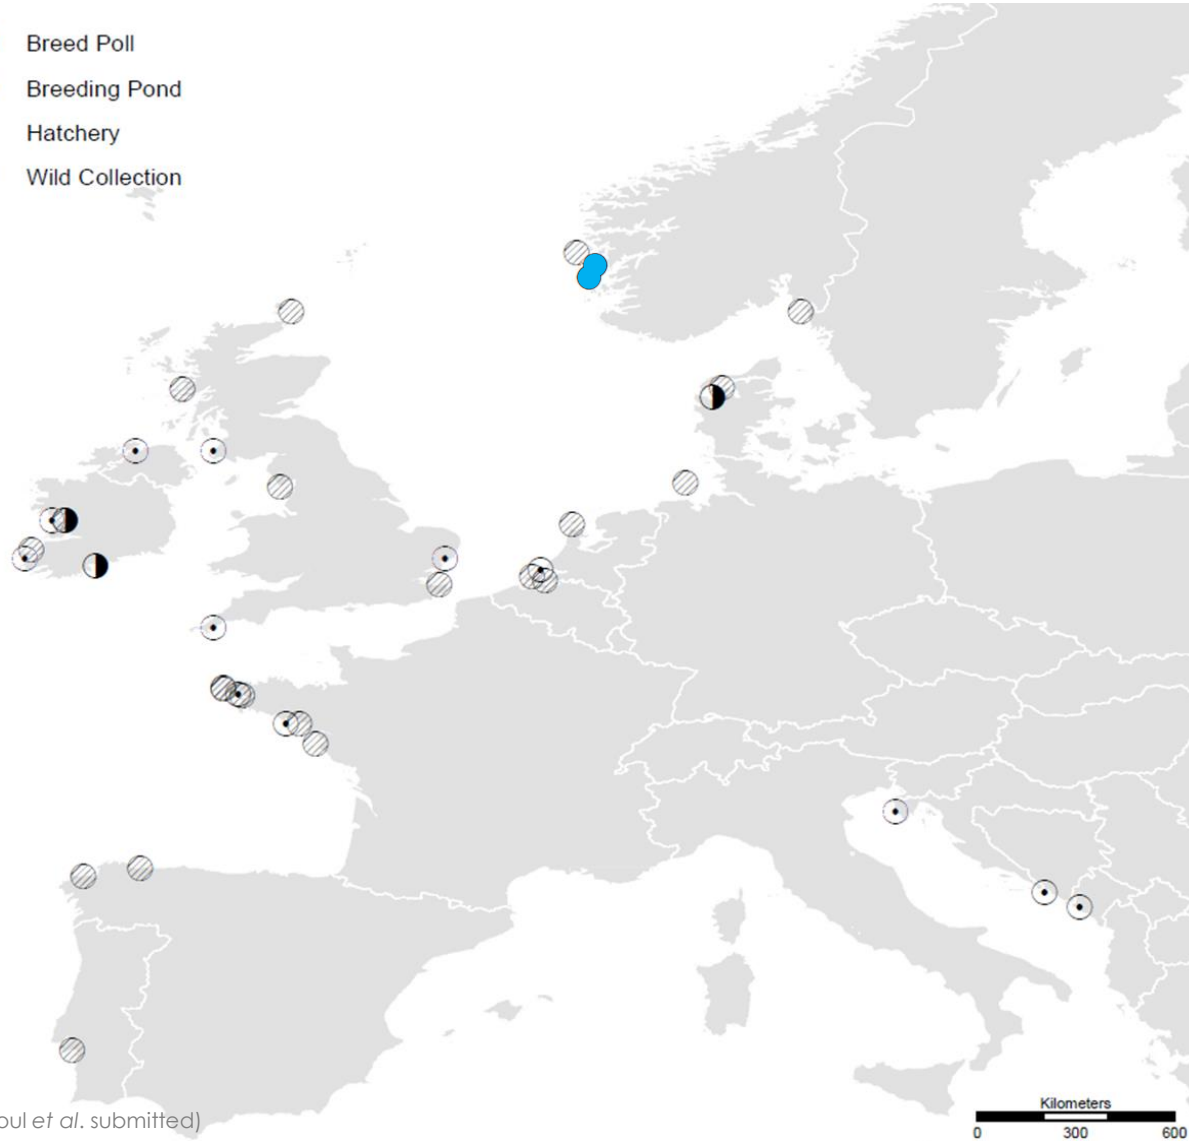 Breed Poll
Breeding Pond
Hatchery
Wild Collection
oul et al. submitted)
Kilometers
0 300 600